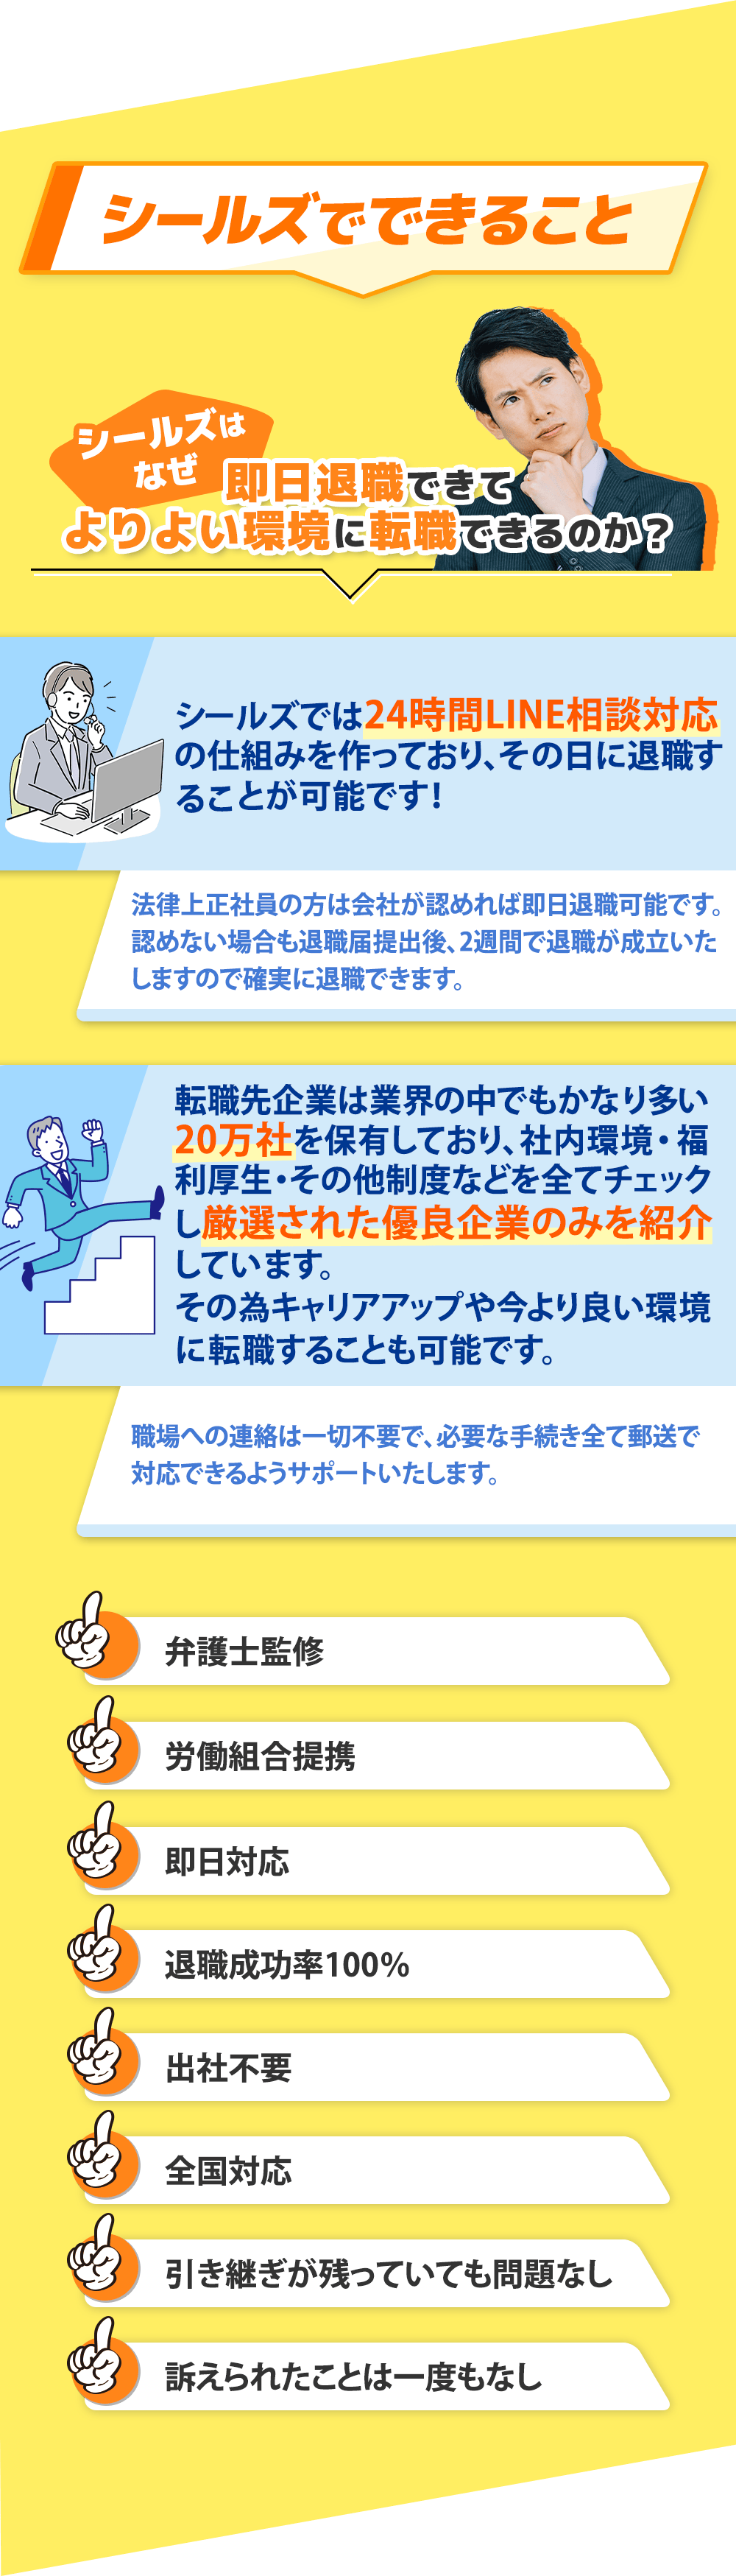 シールズでできること
シールズは
なぜ
即日退職できて
よりよい環境に転職できるのか？
シールズでは24時間LINE相談対応
の仕組みを作っており、その日に退職す
ることが可能です！
法律上正社員の方は会社が認めれば即日退職可能です。
認めない場合も退職届提出後、2週間で退職が成立いた
しますので確実に退職できます。
転職先企業は業界の中でもかなり多い
20万社を保有しており、社内環境・福
利厚生・その他制度などを全てチェック
し厳選された優良企業のみを紹介
しています。
その為キャリアアップや今より良い環境
に転職することも可能です。
職場への連絡は一切不要で、必要な手続き全て郵送で
対応できるようサポートいたします。
弁護士監修
労働組合提携
即日対応
退職成功率100%
出社不要
全国対応
引き継ぎが残っていても問題なし
訴えられたことは一度もなし